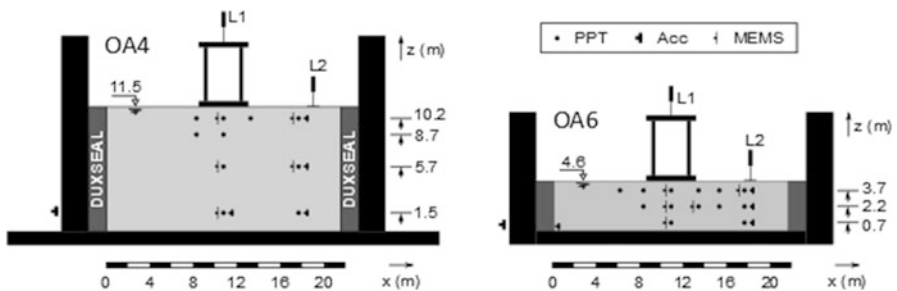 OA4
L1
L2
z (m)
11.5
DUXSEAL
DUXSEAL
10.2
8.7
5.7
1.5
0 4 8 12 16 20
x (m)
PPT Acc MEMS
OA6
L1
L2
z (m)
4.6
3.7
2.2
0.7
0 4 8 12 16 20
x (m)